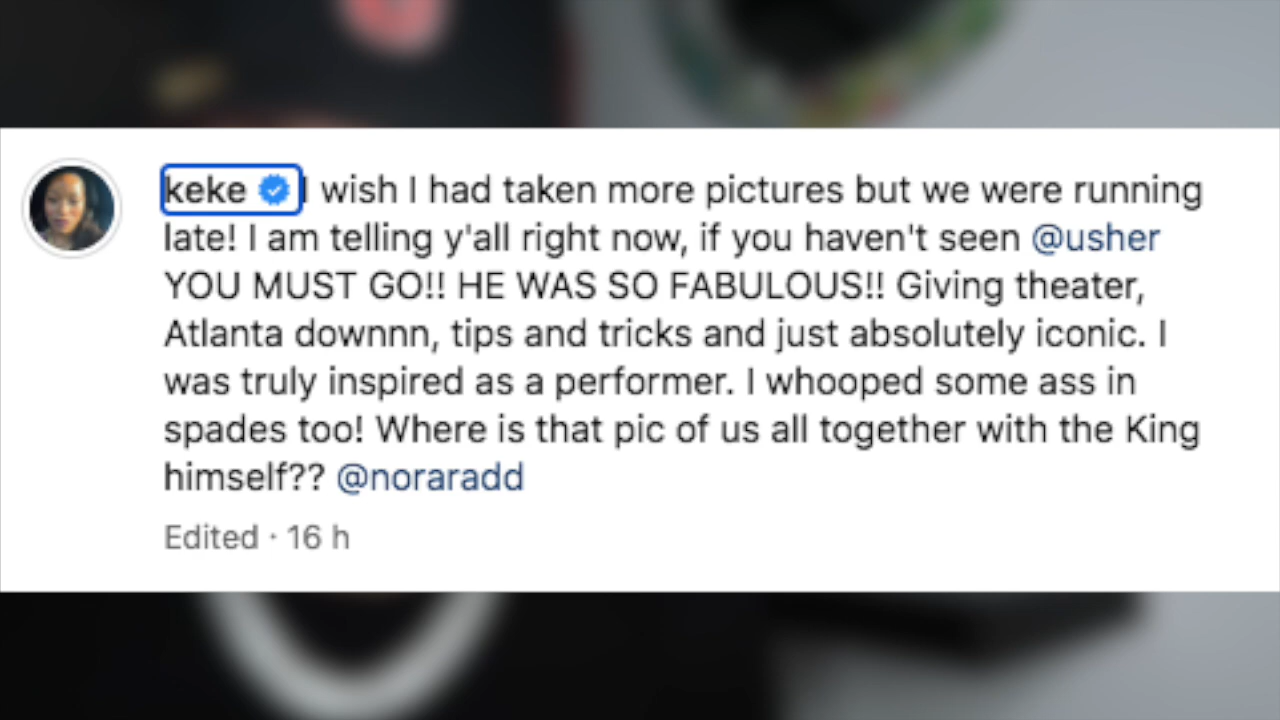 keke I wish I had taken more pictures but we were running
late! I am telling y'all right now, if you haven't seen @usher
YOU MUST GO!! HE WAS SO FABULOUS!! Giving theater,
Atlanta downnn, tips and tricks and just absolutely iconic. I
was truly inspired as a performer. I whooped some ass in
spades too! Where is that pic of us all together with the King
himself?? @noraradd
Edited · 16 h